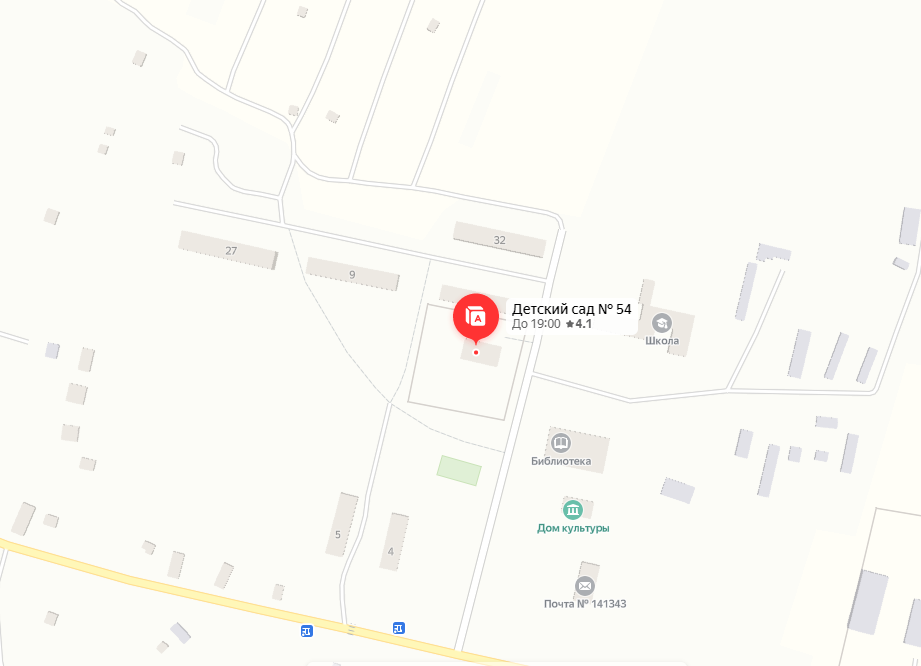 32
27
9
Детский сад № 54
До 19:00 ★4.1
Школа
Библиотека
Дом культуры
5
4
Почта № 141343